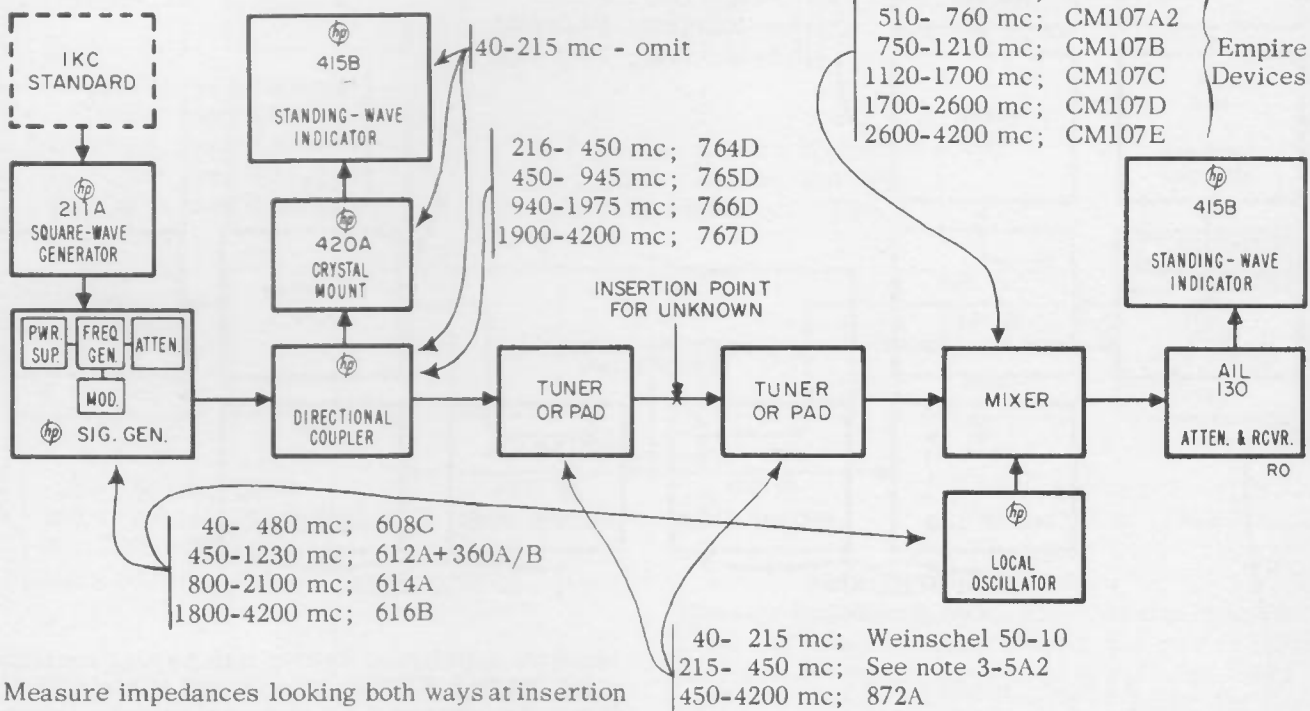 1KC
STANDARD
hp
211A
SQUARE-WAVE
GENERATOR
PWR.
SUP.
FREQ
GEN.
ATTEN.
MOD.
hp SIG. GEN.
hp
415B
STANDING-WAVE
INDICATOR
hp
420A
CRYSTAL
MOUNT
hp
DIRECTIONAL
COUPLER
40-215 mc - omit
216- 450 mc; 764D
450- 945 mc; 765D
940-1975 mc; 766D
1900-4200 mc; 767D
TUNER
OR PAD
INSERTION POINT
FOR UNKNOWN
X
TUNER
OR PAD
510- 760 mc; CM107A2
750-1210 mc; CM107B
1120-1700 mc; CM107C
1700-2600 mc; CM107D
2600-4200 mc; CM107E
Empire
Devices
MIXER
hp
LOCAL
OSCILLATOR
hp
415B
STANDING-WAVE
INDICATOR
AIL
130
ATTEN. & RCVR.
RO
40- 480 mc; 608C
450-1230 mc; 612A+360A/B
800-2100 mc; 614A
1800-4200 mc; 616B
40- 215 mc; Weinschel 50-10
215- 450 mc; See note 3-5A2
450-4200 mc; 872A
Measure impedances looking both ways at insertion